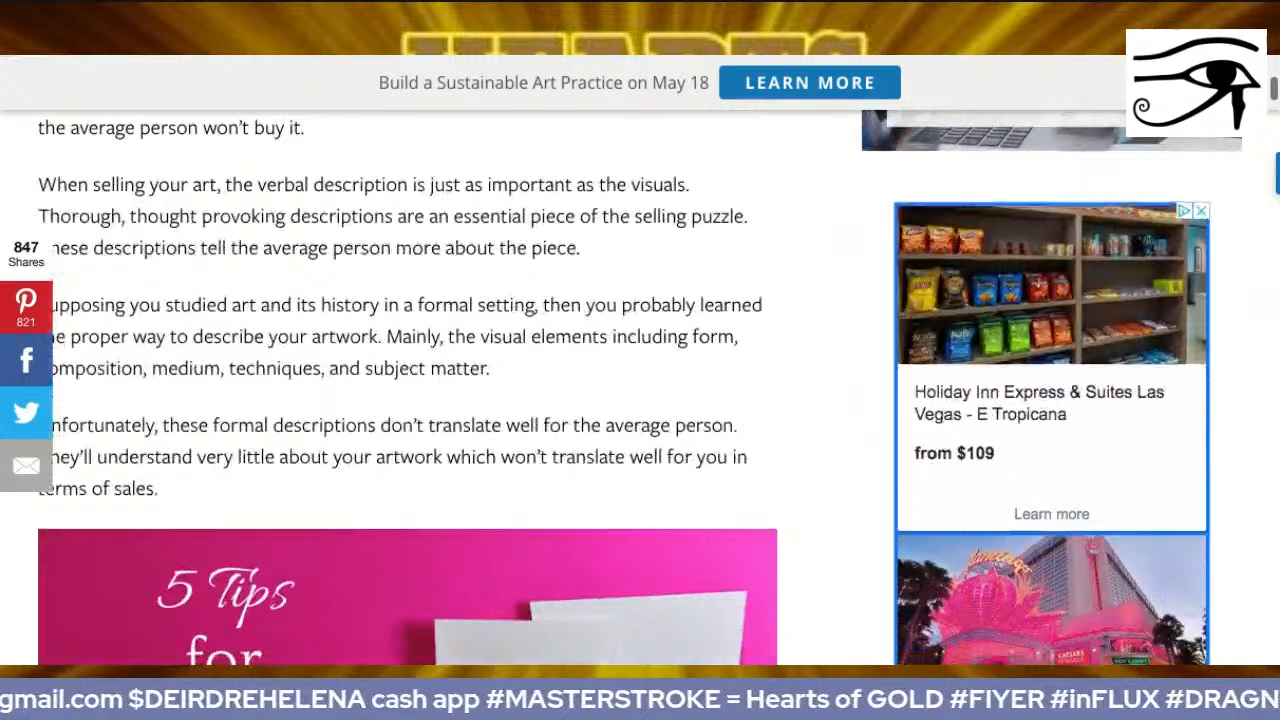 HEARTS
Build a Sustainable Art Practice on May 18
LEARN MORE
the average person won't buy it.
When selling your art, the verbal description is just as important as the visuals.
Thorough, thought provoking descriptions are an essential piece of the selling puzzle.
hese descriptions tell the average person more about the piece.
upposing you studied art and its history in a formal setting, then you probably learned
he proper way to describe your artwork. Mainly, the visual elements including form,
omposition, medium, techniques, and subject matter.
nfortunately, these formal descriptions don't translate well for the average person.
hey'll understand very little about your artwork which won't translate well for you in
terms of sales.
847
Shares
821
5 Tips
for
Holiday Inn Express & Suites Las
Vegas - E Tropicana
from $109
Learn more
CAESARS
gmail.com $DEIRDREHELENA cash app #MASTERSTROKE = Hearts of GOLD #FIYER #inFLUX #DRAGN